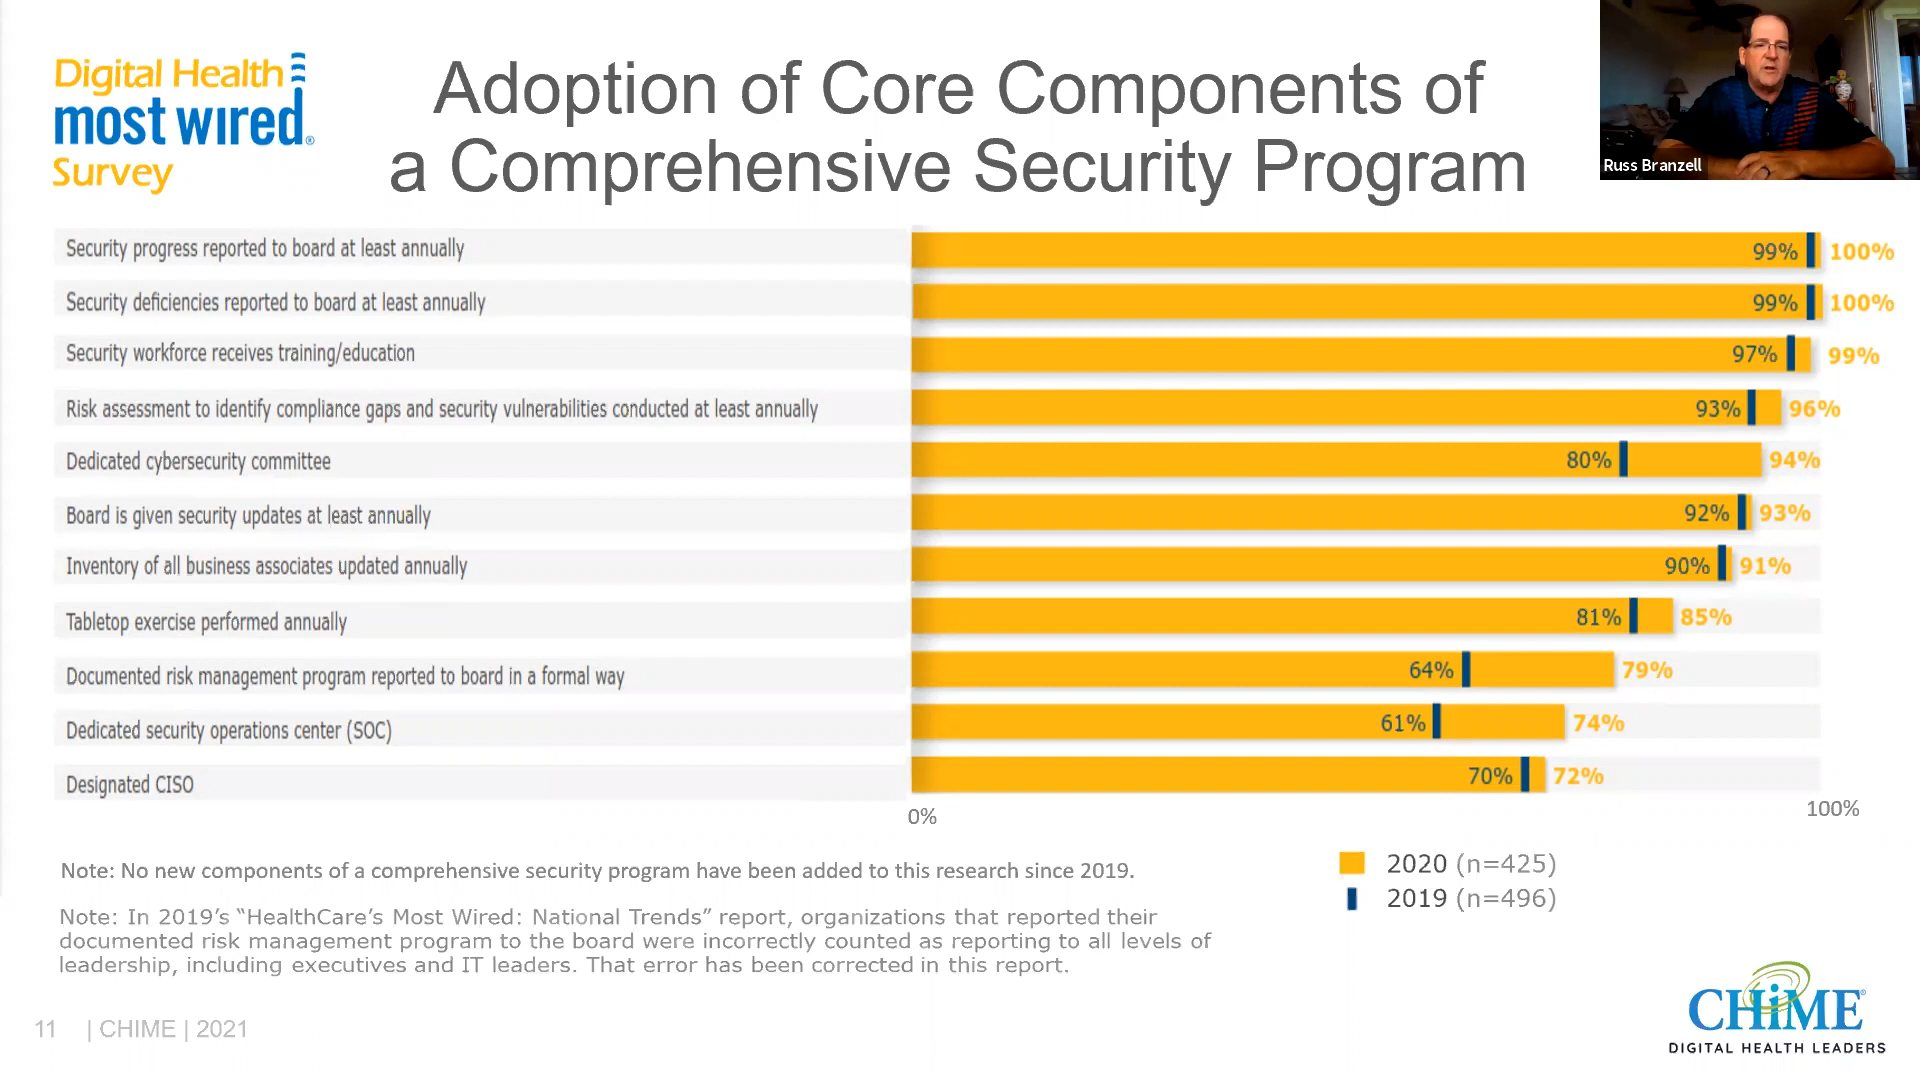 Digital Health
most wired®
Survey
Adoption of Core Components of
a Comprehensive Security Program
Russ Branzell
Security progress reported to board at least annually 99% 100%
Security deficiencies reported to board at least annually 99% 100%
Security workforce receives training/education 97% 99%
Risk assessment to identify compliance gaps and security vulnerabilities conducted at least annually 93% 96%
Dedicated cybersecurity committee 80% 94%
Board is given security updates at least annually 92% 93%
Inventory of all business associates updated annually 90% 91%
Tabletop exercise performed annually 81% 85%
Documented risk management program reported to board in a formal way 64% 79%
Dedicated security operations center (SOC) 61% 74%
Designated CISO 70% 72%
0% 100%
Note: No new components of a comprehensive security program have been added to this research since 2019.
2020 (n=425)
2019 (n=496)
Note: In 2019’s “HealthCare’s Most Wired: National Trends” report, organizations that reported their
documented risk management program to the board were incorrectly counted as reporting to all levels of
leadership, including executives and IT leaders. That error has been corrected in this report.
11 | CHIME | 2021
CHiME®
DIGITAL HEALTH LEADERS